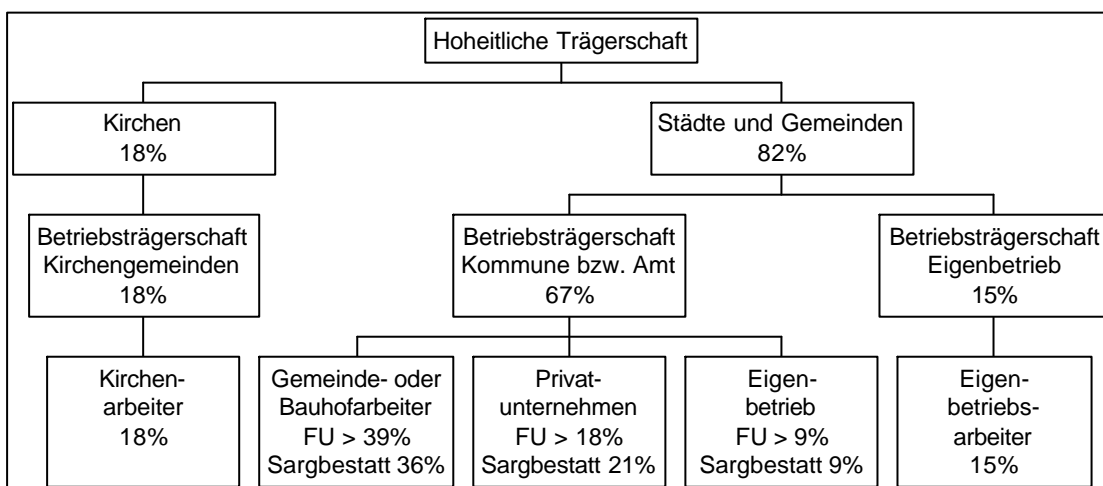 Hoheitliche Trägerschaft
Kirchen
18%
Städte und Gemeinden
82%
Betriebsträgerschaft
Kirchengemeinden
18%
Betriebsträgerschaft
Kommune bzw. Amt
67%
Betriebsträgerschaft
Eigenbetrieb
15%
Kirchen-
arbeiter
18%
Gemeinde- oder
Bauhofarbeiter
FU > 39%
Sargbestatt 36%
Privat-
unternehmen
FU > 18%
Sargbestatt 21%
Eigen-
betrieb
FU > 9%
Sargbestatt 9%
Eigen-
betriebs-
arbeiter
15%